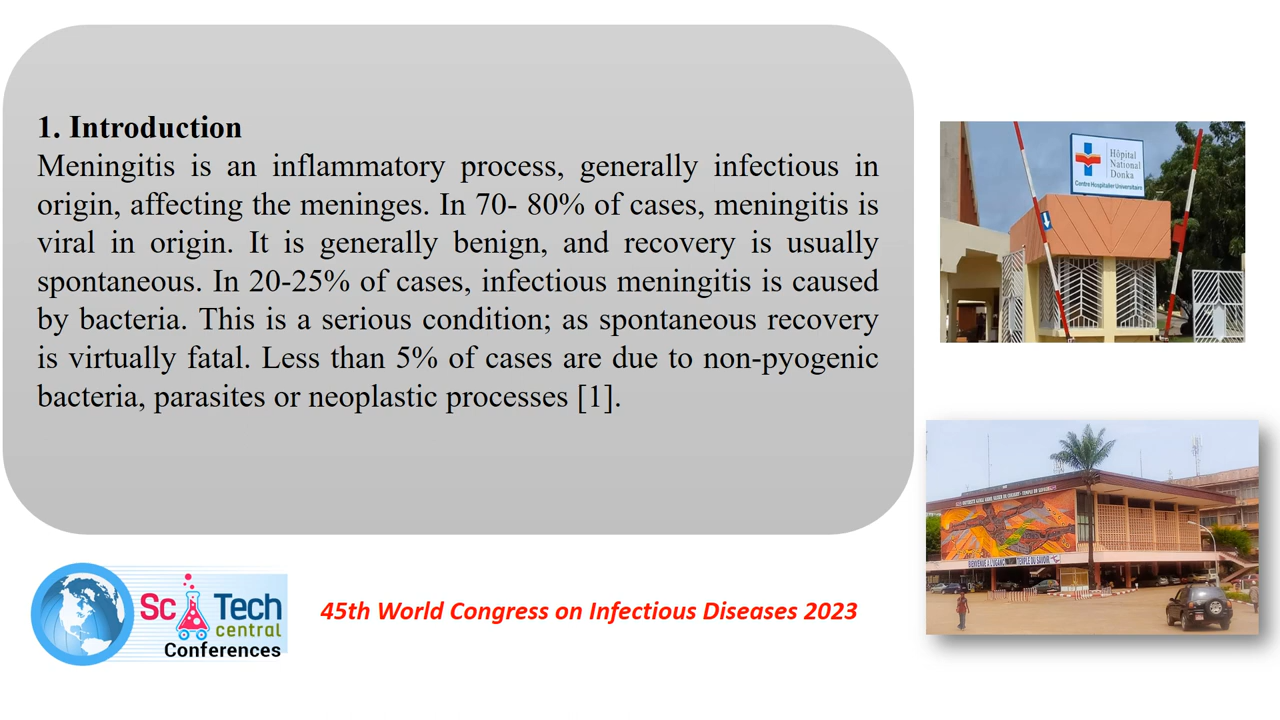 1. Introduction
Meningitis is an inflammatory process, generally infectious in
origin, affecting the meninges. In 70- 80% of cases, meningitis is
viral in origin. It is generally benign, and recovery is usually
spontaneous. In 20-25% of cases, infectious meningitis is caused
by bacteria. This is a serious condition; as spontaneous recovery
is virtually fatal. Less than 5% of cases are due to non-pyogenic
bacteria, parasites or neoplastic processes [1].
Hôpital
National
Donka
Centre Hospitalier Universitaire
BIENVENUE A L'UGANC TEMPLE DU SAVOIR
Sc Tech
central
Conferences
45th World Congress on Infectious Diseases 2023